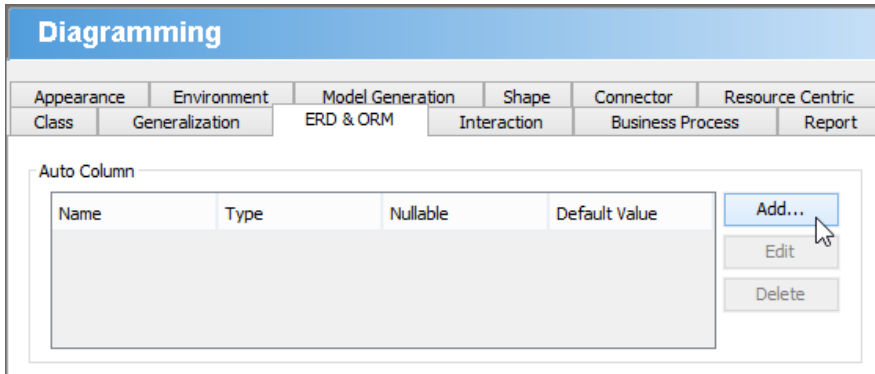 Diagramming
Appearance Environment Model Generation Shape Connector Resource Centric
Class Generalization ERD & ORM Interaction Business Process Report
Auto Column
Name Type Nullable Default Value Add...
Edit
Delete